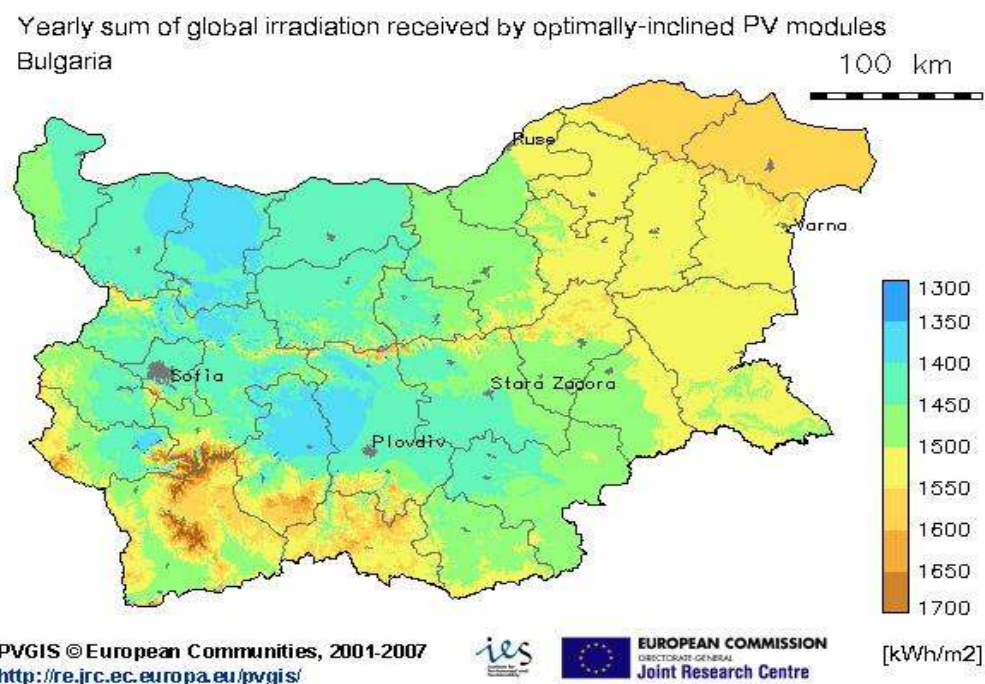 Yearly sum of global irradiation received by optimally-inclined PV modules
Bulgaria
100 km
Ruse
Varna
Sofia
Stara Zagora
Plovdiv
1300
1350
1400
1450
1500
1550
1600
1650
1700
[kWh/m2]
PVGIS © European Communities, 2001-2007
http://re.jrc.ec.europa.eu/pvgis/
ies
EUROPEAN COMMISSION
DIRECTORATE-GENERAL
Joint Research Centre